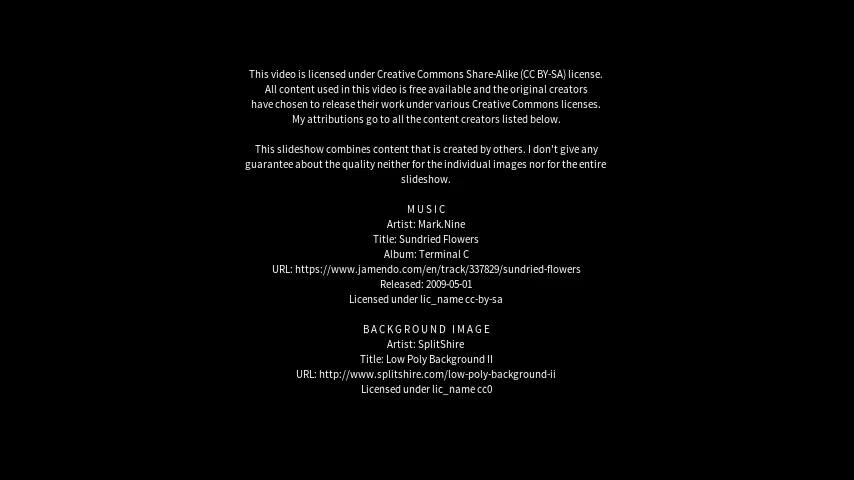 This video is licensed under Creative Commons Share-Alike (CC BY-SA) license.
All content used in this video is free available and the original creators
have chosen to release their work under various Creative Commons licenses.
My attributions go to all the content creators listed below.
This slideshow combines content that is created by others. I don't give any
guarantee about the quality neither for the individual images nor for the entire
slideshow.
MUSIC
Artist: Mark.Nine
Title: Sundried Flowers
Album: Terminal C
URL: https://www.jamendo.com/en/track/337829/sundried-flowers
Released: 2009-05-01
Licensed under lic_name cc-by-sa
BACKGROUND IMAGE
Artist: SplitShire
Title: Low Poly Background II
URL: http://www.splitshire.com/low-poly-background-ii
Licensed under lic_name cc0